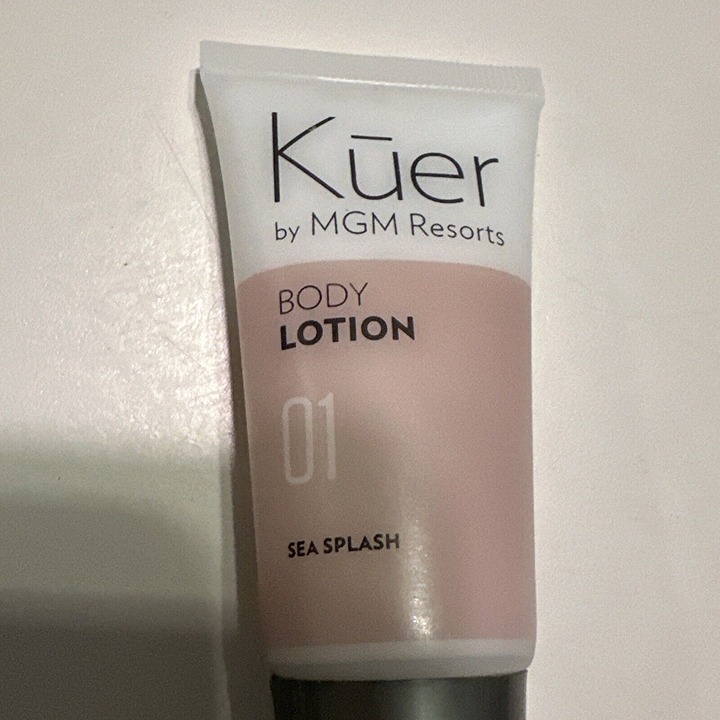 Kūer
by MGM Resorts
BODY
LOTION
01
SEA SPLASH